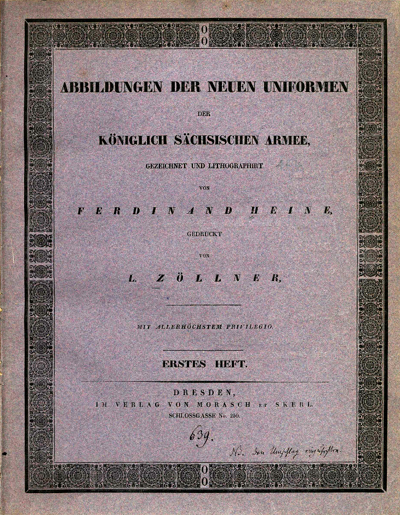 ABBILDUNGEN DER NEUEN UNIFORMEN
DER
KÖNIGLICH SÄCHSISCHEN ARMEE,
GEZEICHNET UND LITHOGRAPHIRT
VON
FERDINAND HEINE,
GEDRUCKT
VON
L. ZÖLLNER,
MIT ALLERHÖCHSTEM PRIVILEGIO.
ERSTES HEFT.
DRESDEN,
IM VERLAG VON MORASCH ET SKERL.
SCHLOSSGASSE No.
639.
den Umschlag